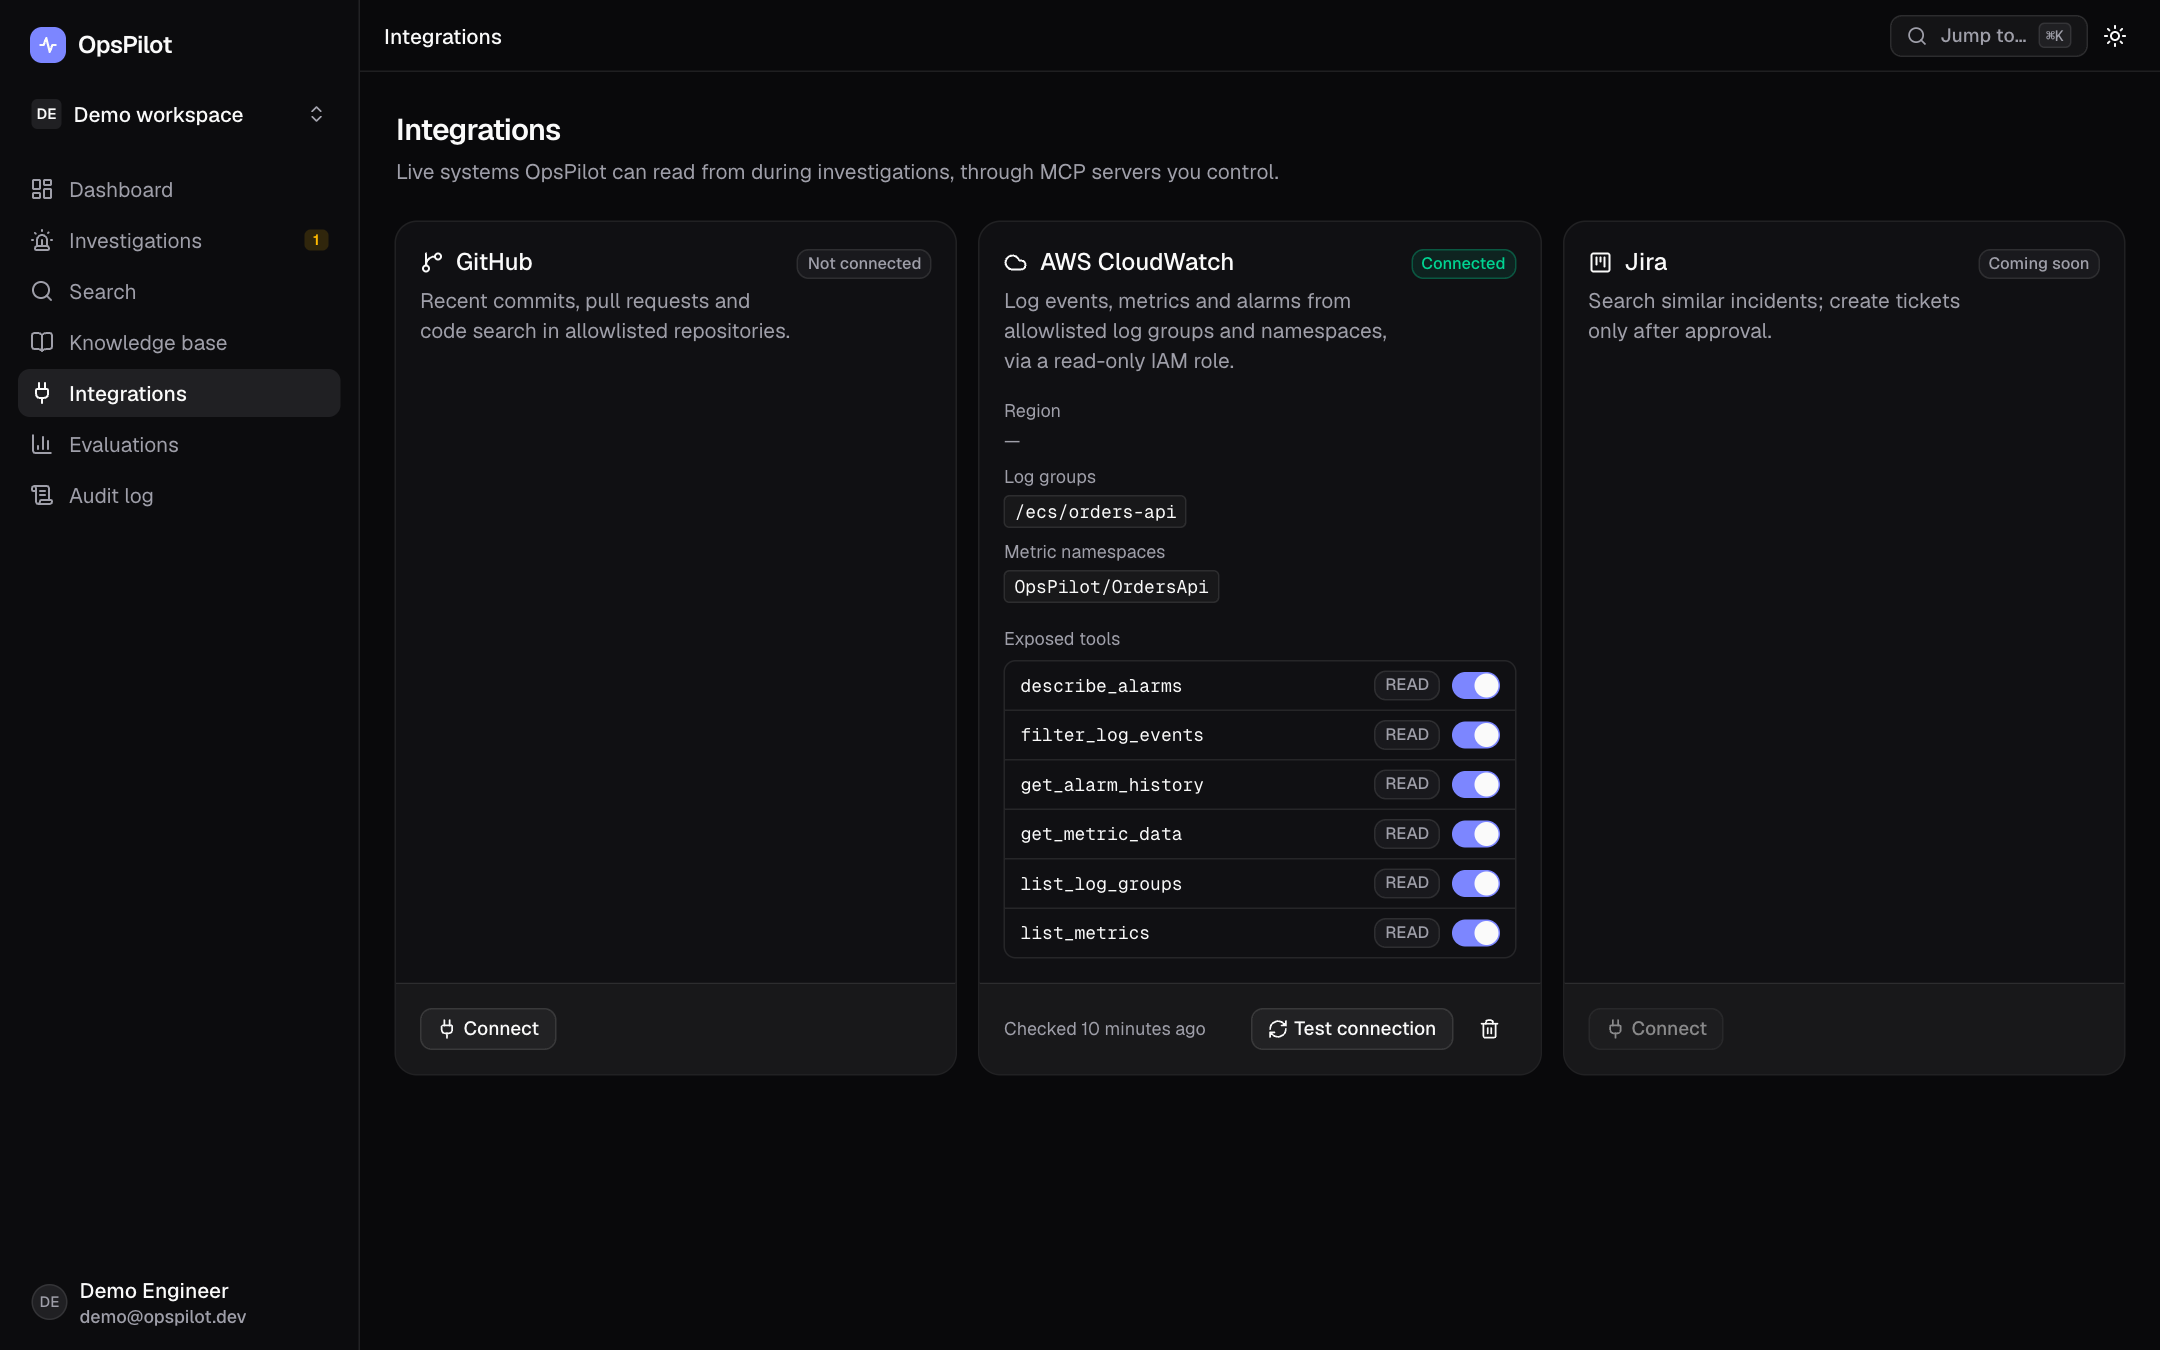 OpsPilot
DE Demo workspace
Dashboard
Investigations 1
Search
Knowledge base
Integrations
Evaluations
Audit log
DE
Demo Engineer
demo@opspilot.dev
Integrations
Jump to... ⌘K
Integrations
Live systems OpsPilot can read from during investigations, through MCP servers you control.
GitHub Not connected
Recent commits, pull requests and
code search in allowlisted repositories.
Connect
AWS CloudWatch Connected
Log events, metrics and alarms from
allowlisted log groups and namespaces,
via a read-only IAM role.
Region
—
Log groups
/ecs/orders-api
Metric namespaces
OpsPilot/OrdersApi
Exposed tools
describe_alarms READ
filter_log_events READ
get_alarm_history READ
get_metric_data READ
list_log_groups READ
list_metrics READ
Checked 10 minutes ago Test connection
Jira Coming soon
Search similar incidents; create tickets
only after approval.
Connect